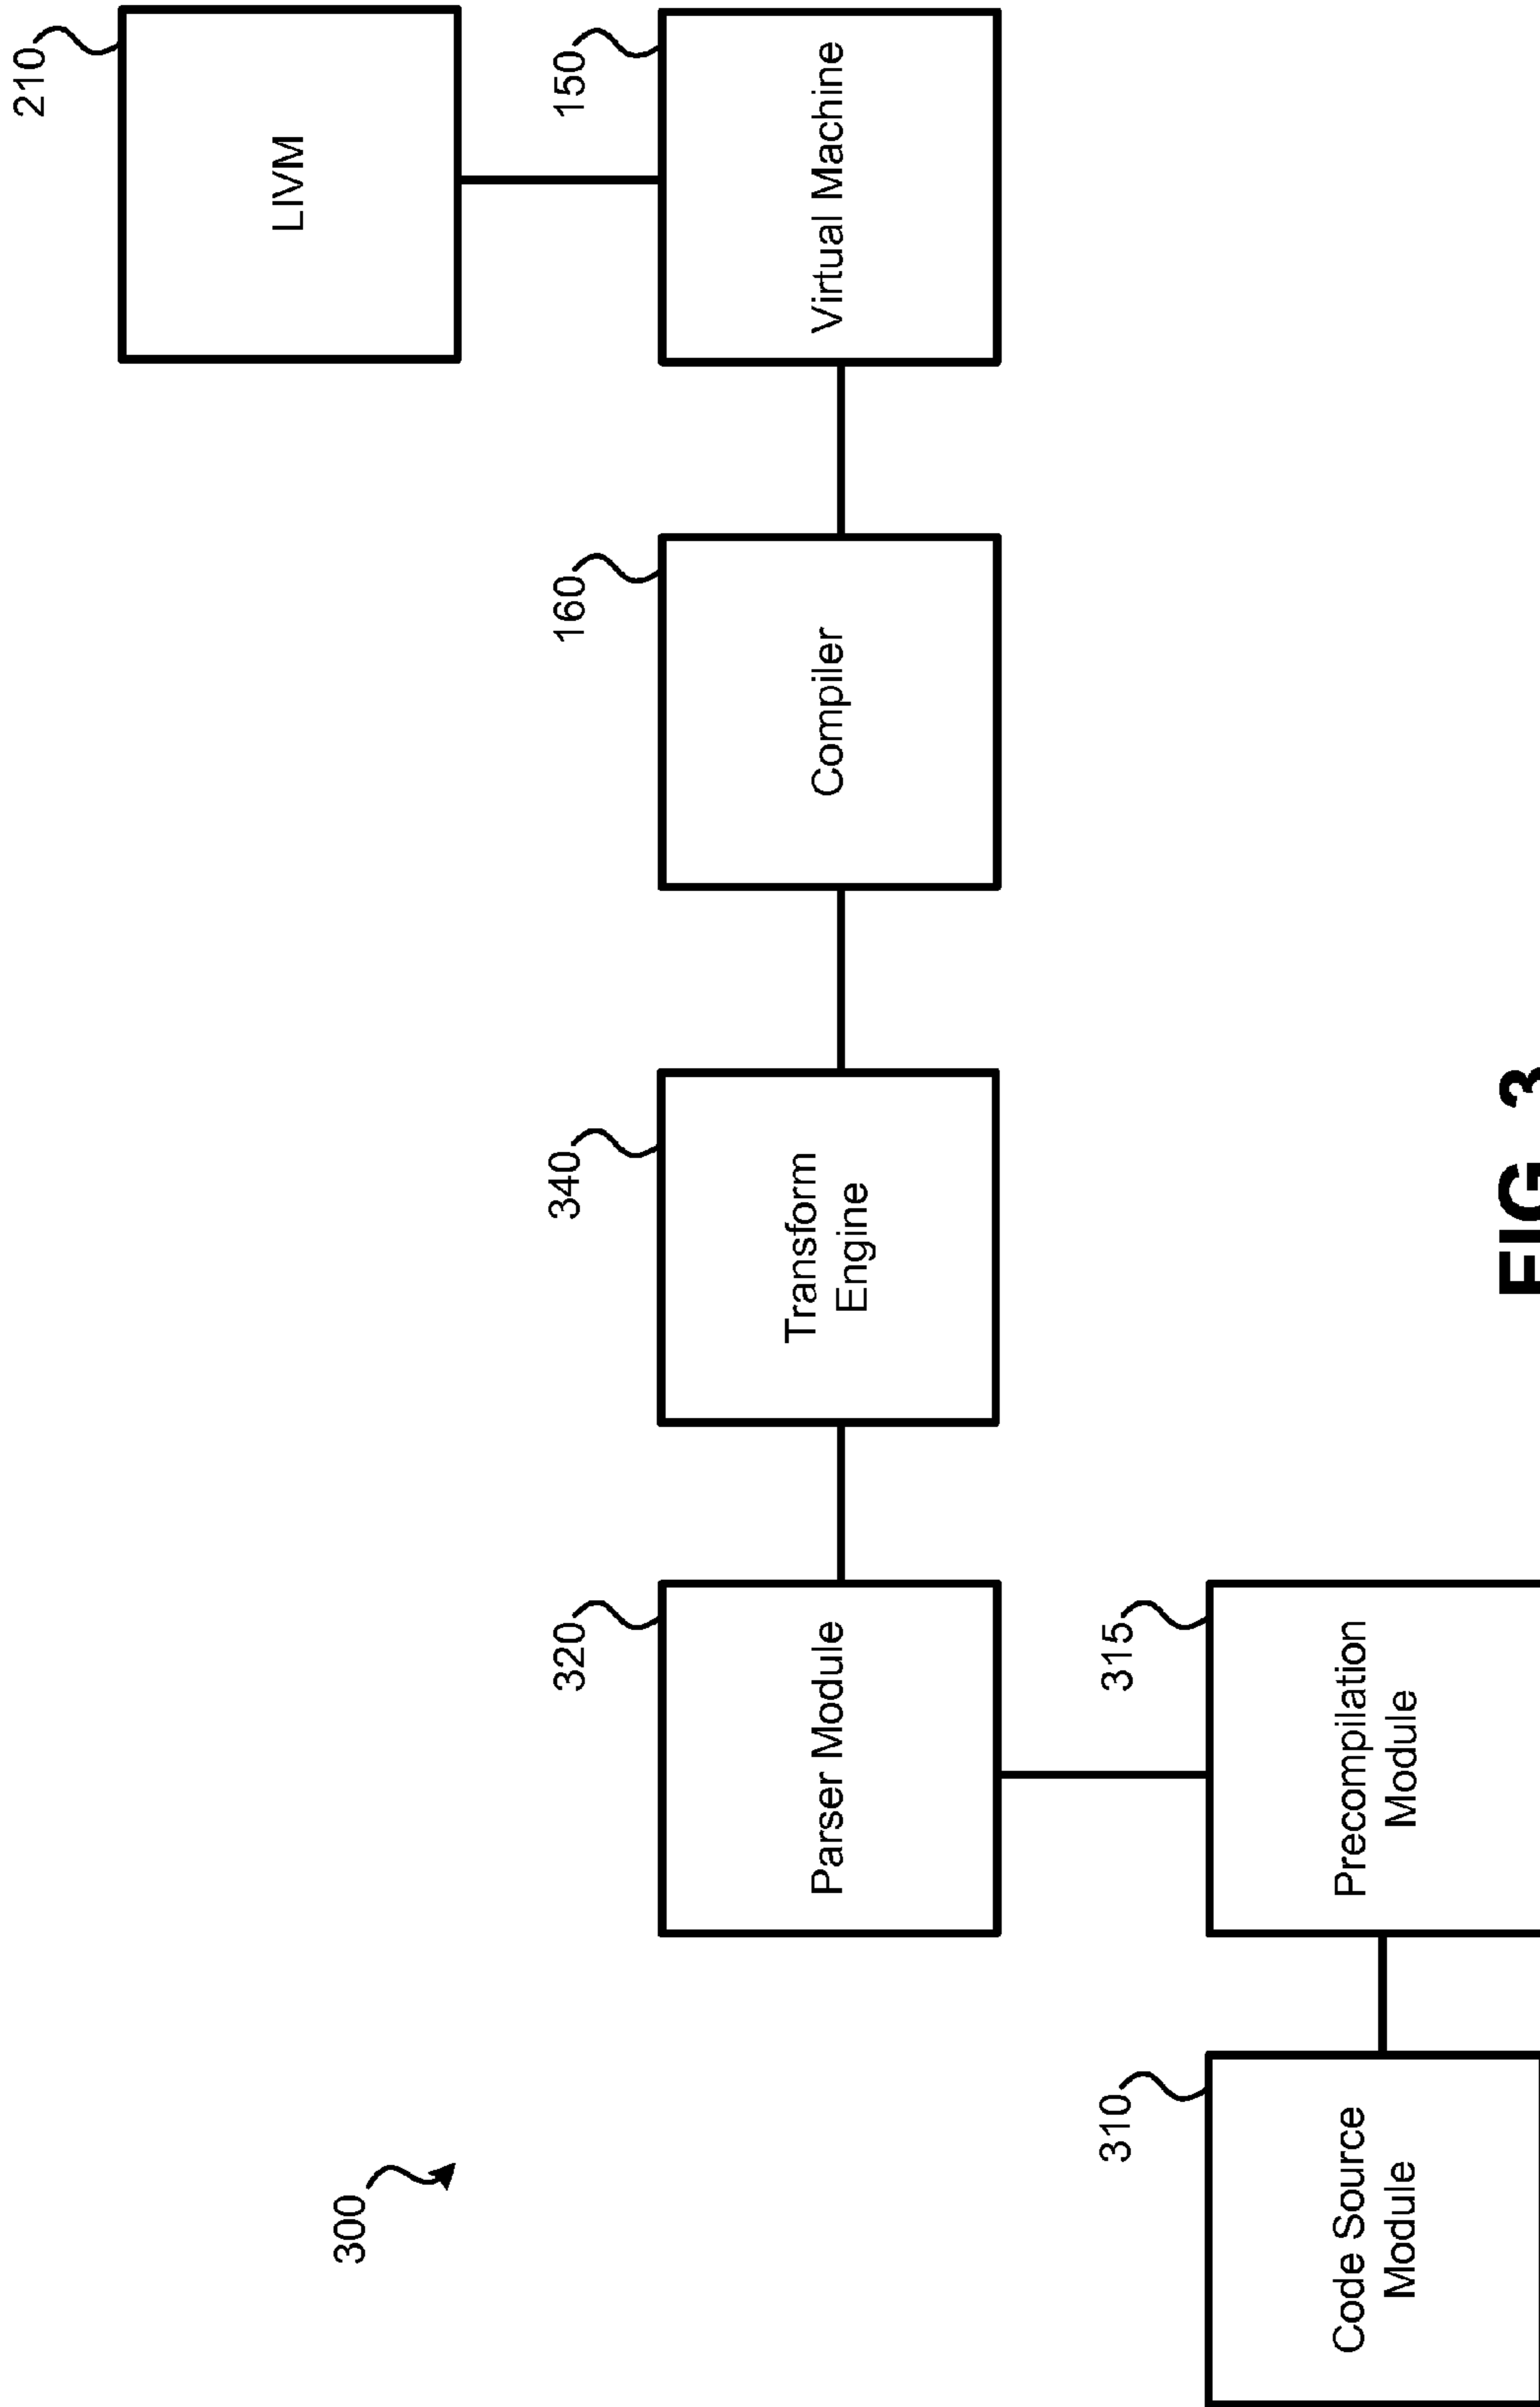 210
LIVM
300
320
340
160
150
Parser Module
Transform
Engine
Compiler
Virtual Machine
310
315
Code Source
Module
Precompilation
Module
FIG 3